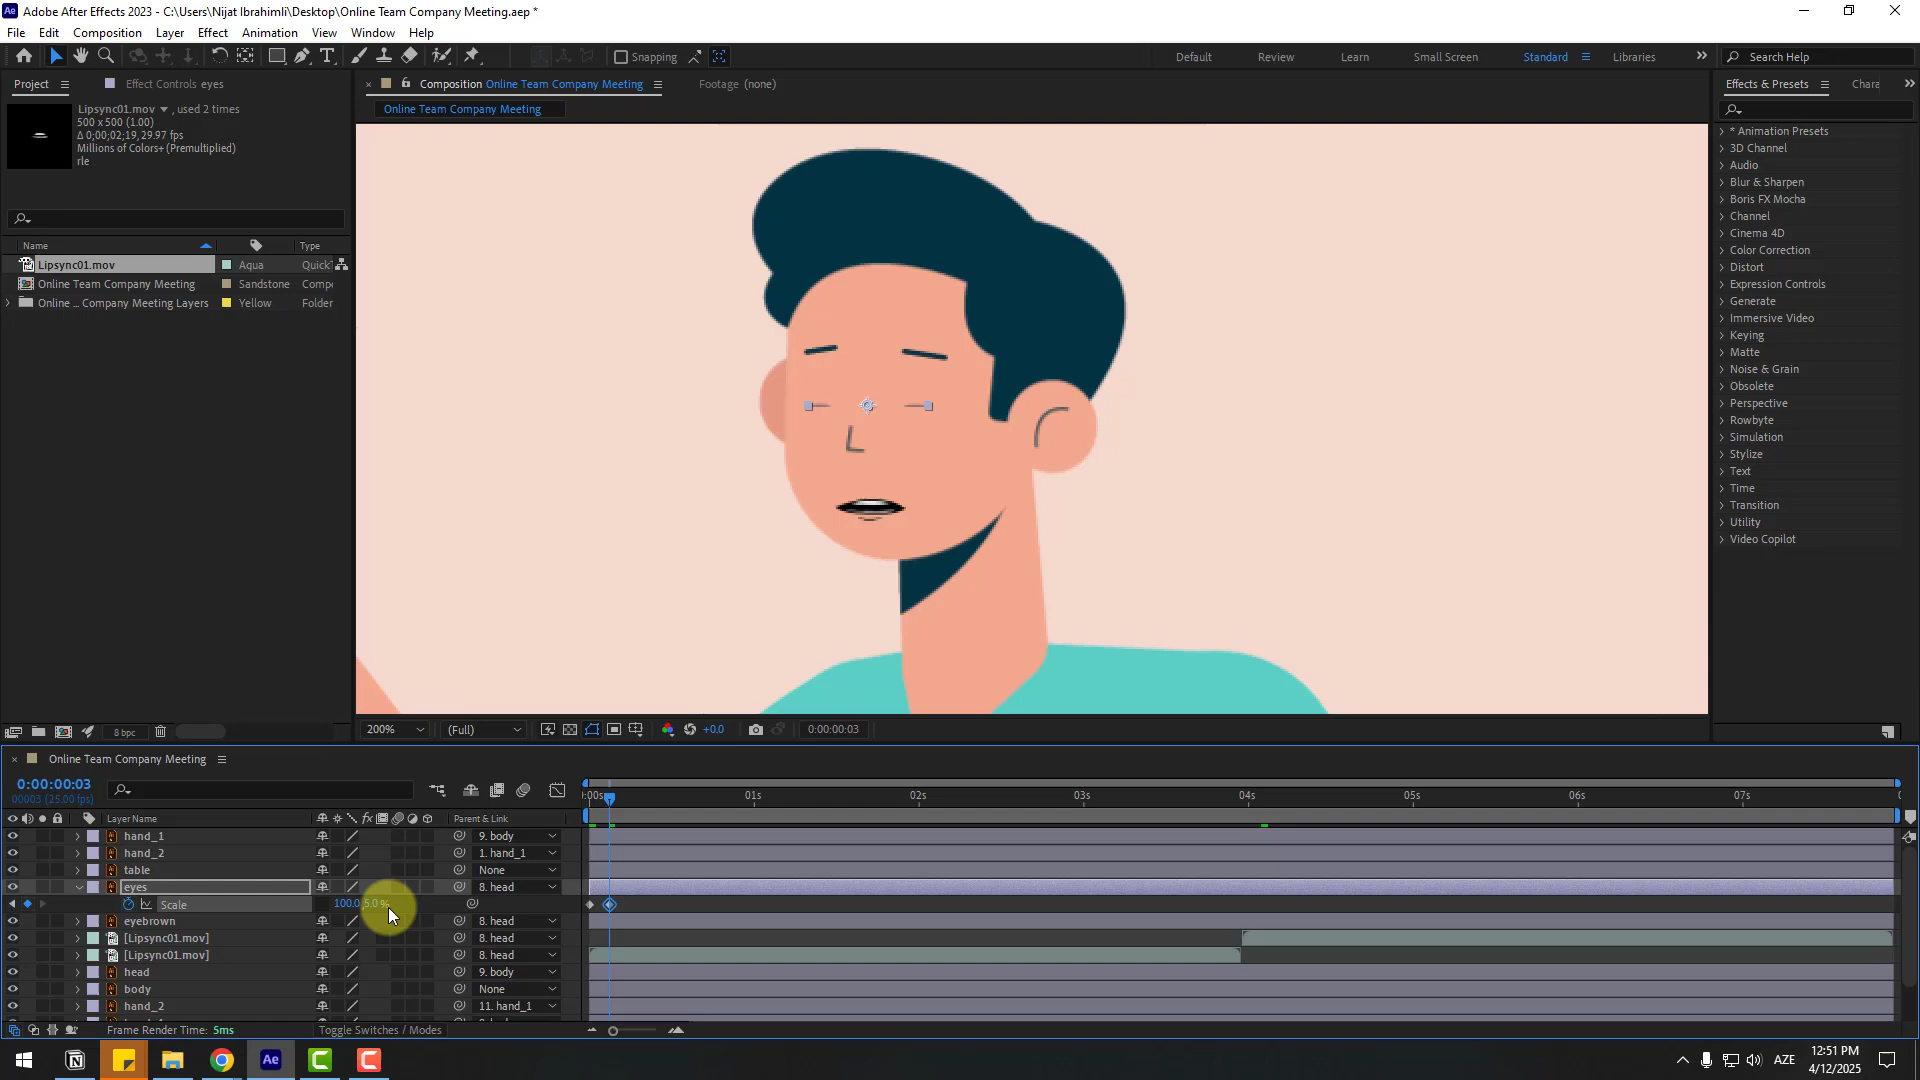 Adobe After Effects 2023 - C:\Users\Nijat Ibrahimli\Desktop\Online Team Company Meeting.aep *
File Edit Composition Layer Effect Animation View Window Help
Snapping Default Review Learn Small Screen Standard Libraries Search Help
Project Effect Controls eyes
Composition Online Team Company Meeting Footage (none)
Effects & Presets Chara
Online Team Company Meeting
Lipsync01.mov , used 2 times
500 x 500 (1.00)
Δ 0;00;02;19, 29.97 fps
Millions of Colors+ (Premultiplied)
rle
Name Type
Lipsync01.mov Aqua Quick
Online Team Company Meeting Sandstone Comp
Online _ Company Meeting Layers Yellow Folder
* Animation Presets
3D Channel
Audio
Blur & Sharpen
Boris FX Mocha
Channel
Cinema 4D
Color Correction
Distort
Expression Controls
Generate
Immersive Video
Keying
Matte
Noise & Grain
Obsolete
Perspective
Rowbyte
Simulation
Stylize
Text
Time
Transition
Utility
Video Copilot
8 bpc
200% (Full) +0.0 0:00:00:03
Online Team Company Meeting
0:00:00:03
00003 (25.00 fps)
:00s 01s 02s 03s 04s 05s 06s 07s
Layer Name Parent & Link
hand_1 9. body
hand_2 1. hand_1
table None
eyes 8. head
Scale 100.0, 5.0 %
eyebrown 8. head
[Lipsync01.mov] 8. head
[Lipsync01.mov] 8. head
head 9. body
body None
hand_2 11. hand_1
Frame Render Time: 5ms Toggle Switches / Modes
AZE
12:51 PM
4/12/2025